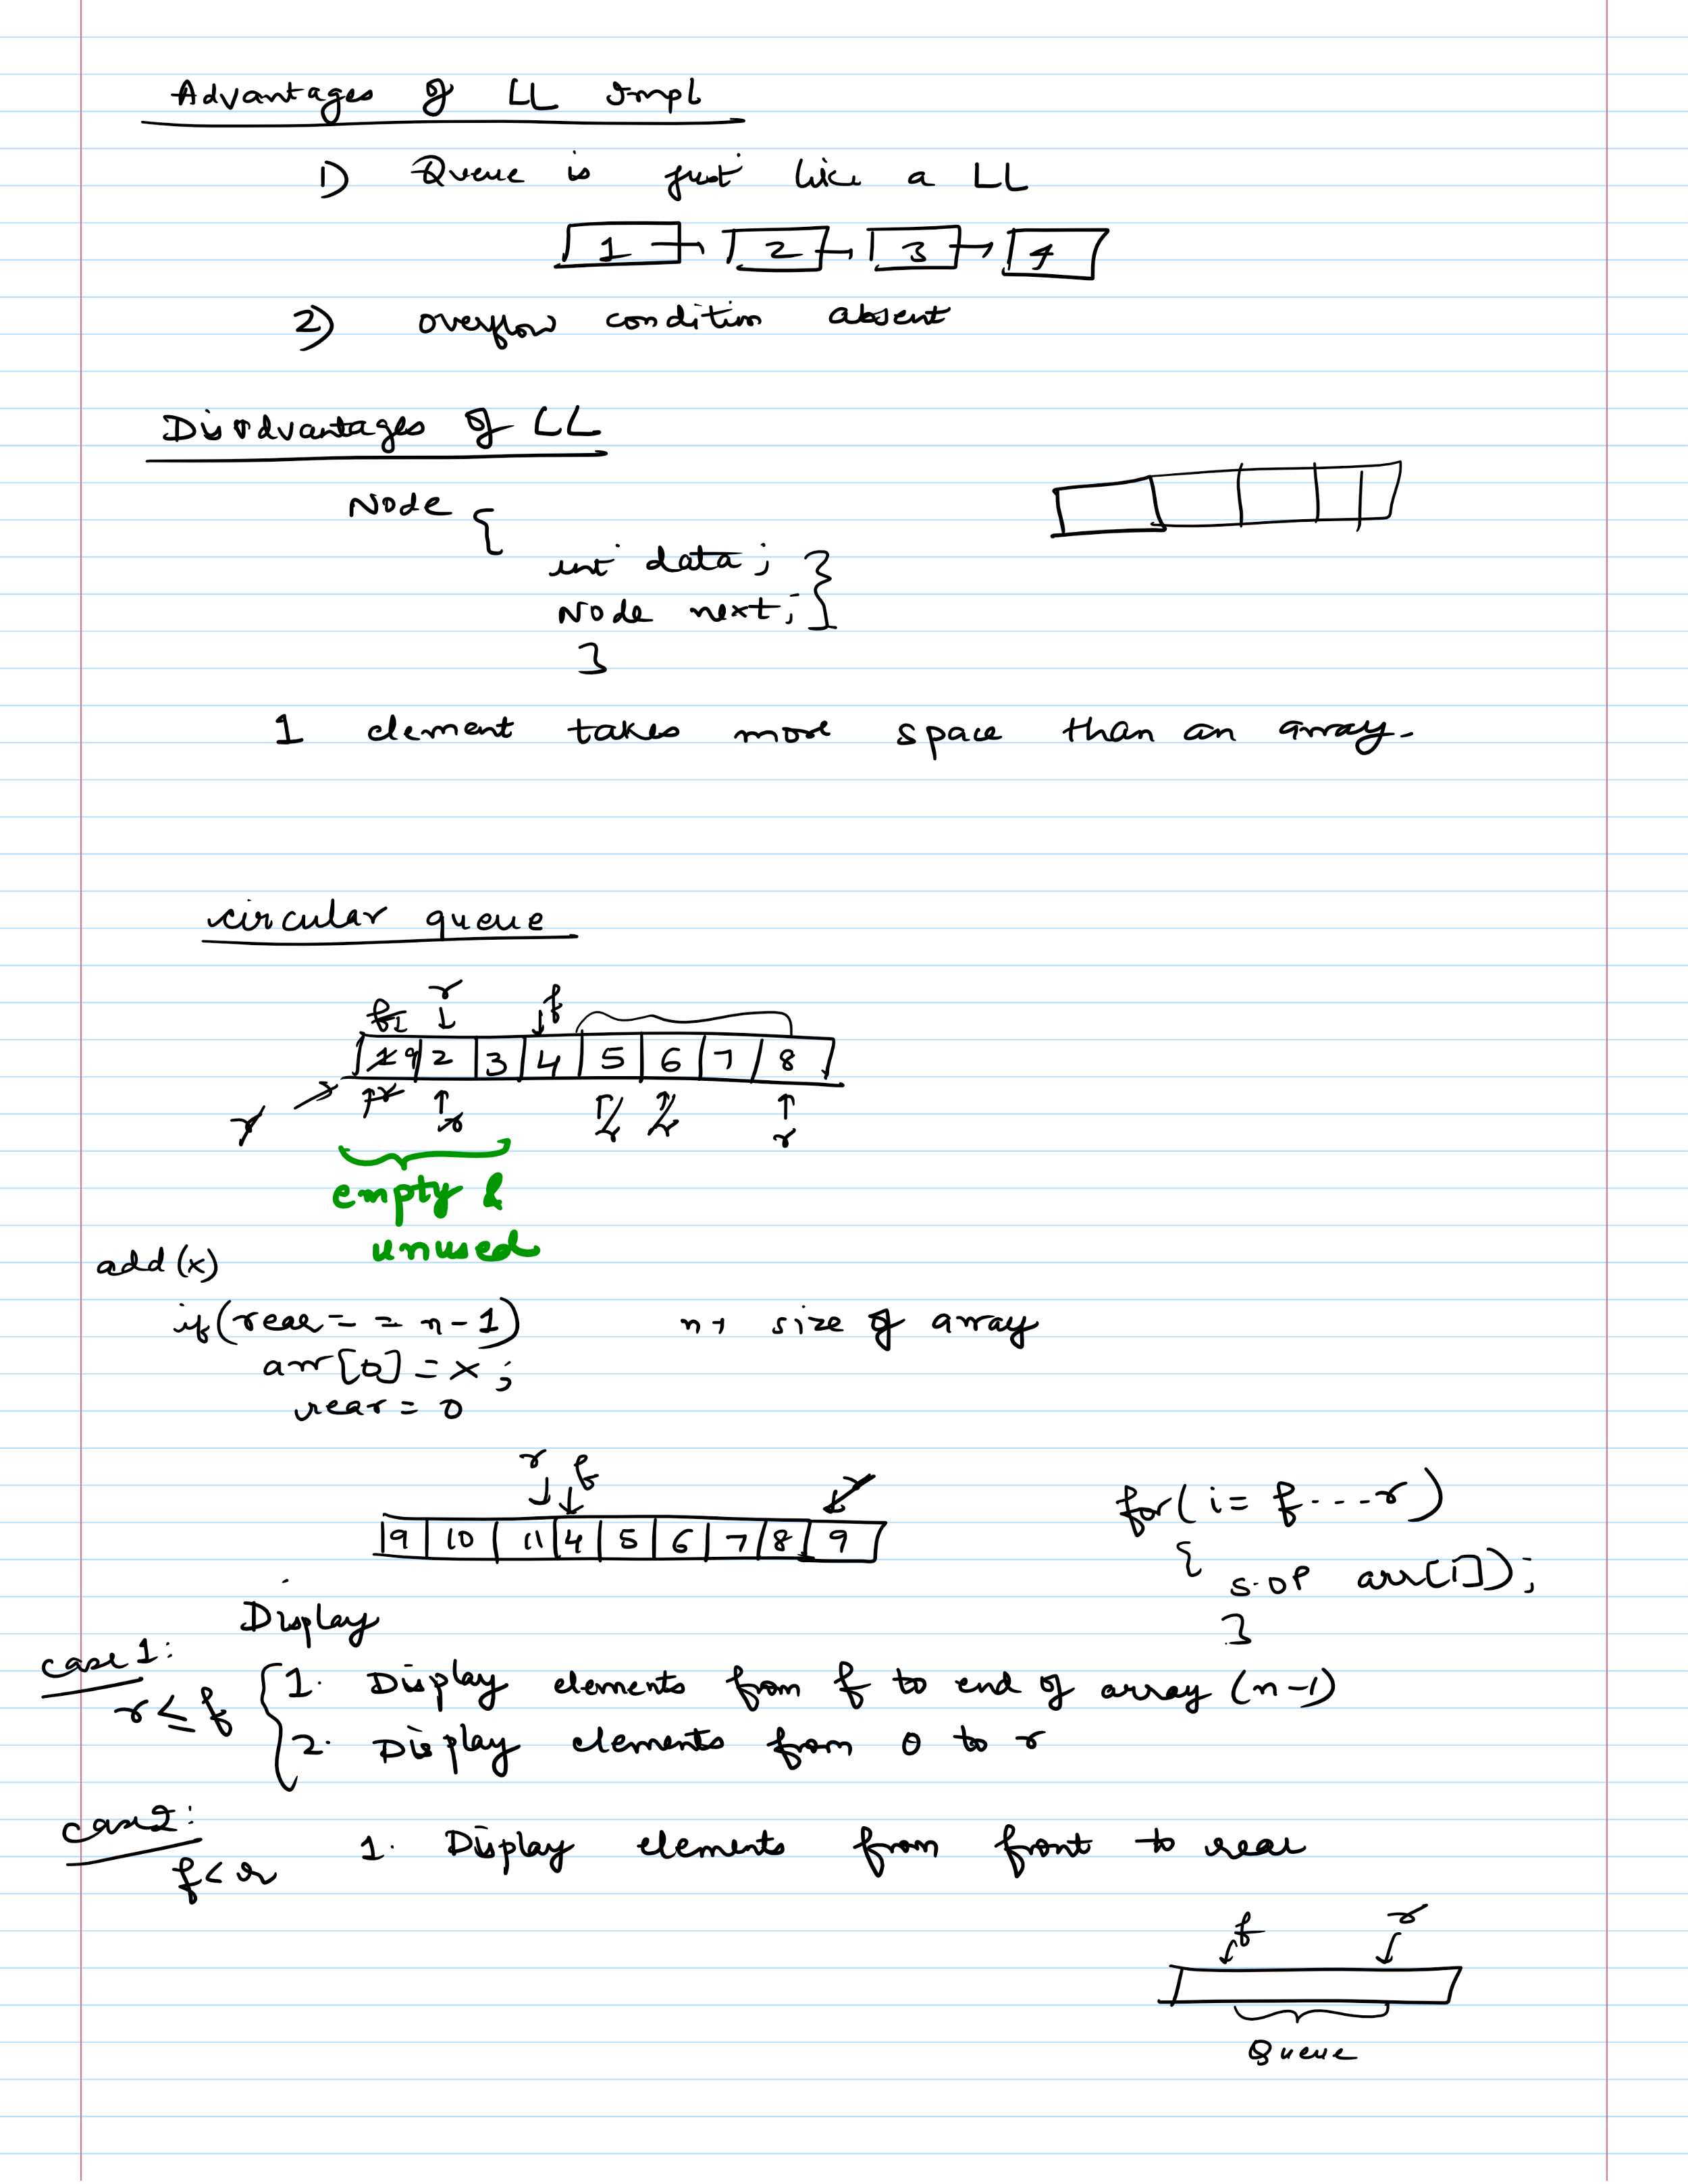 Advantages of LL Impl
1) Queue is just like a LL
1 2 3 4
2) overflow condition absent
Disadvantages of LL
Node {
int data;
Node next; }
}
1 element takes more space than an array.
circular queue
f r f
1 9 2 3 4 5 6 7 8
r r r r r r
empty &
unused
add (x)
if (rear == n-1) n → size of array
arr[0] = x;
rear = 0
r f r
9 10 11 4 5 6 7 8 9
for( i = f ---- r )
{ S.OP arr[i]);
}
Display
case 1:
r ≤ f { 1. Display elements from f to end of array (n-1)
2. Display elements from 0 to r
case 2:
f < r 1. Display elements from front to rear
f r
Queue